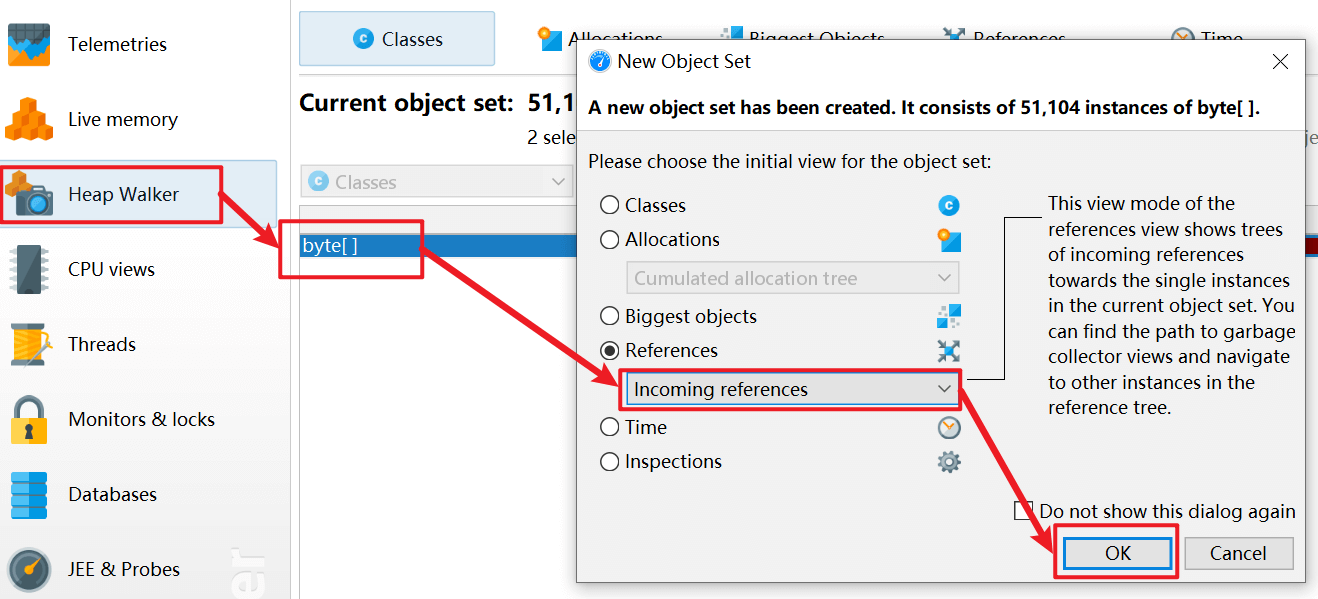 Telemetries
Live memory
Heap Walker
CPU views
Threads
Monitors & locks
Databases
JEE & Probes
er
Classes
Allocations
Biggest Objects
References
Time
Current object set: 51,1
2 sele
Classes
byte[ ]
New Object Set
A new object set has been created. It consists of 51,104 instances of byte[ ].
Please choose the initial view for the object set:
Classes
Allocations
Cumulated allocation tree
Biggest objects
References
Incoming references
Time
Inspections
This view mode of the
references view shows trees
of incoming references
towards the single instances
in the current object set. You
can find the path to garbage
collector views and navigate
to other instances in the
reference tree.
Do not show this dialog again
OK
Cancel